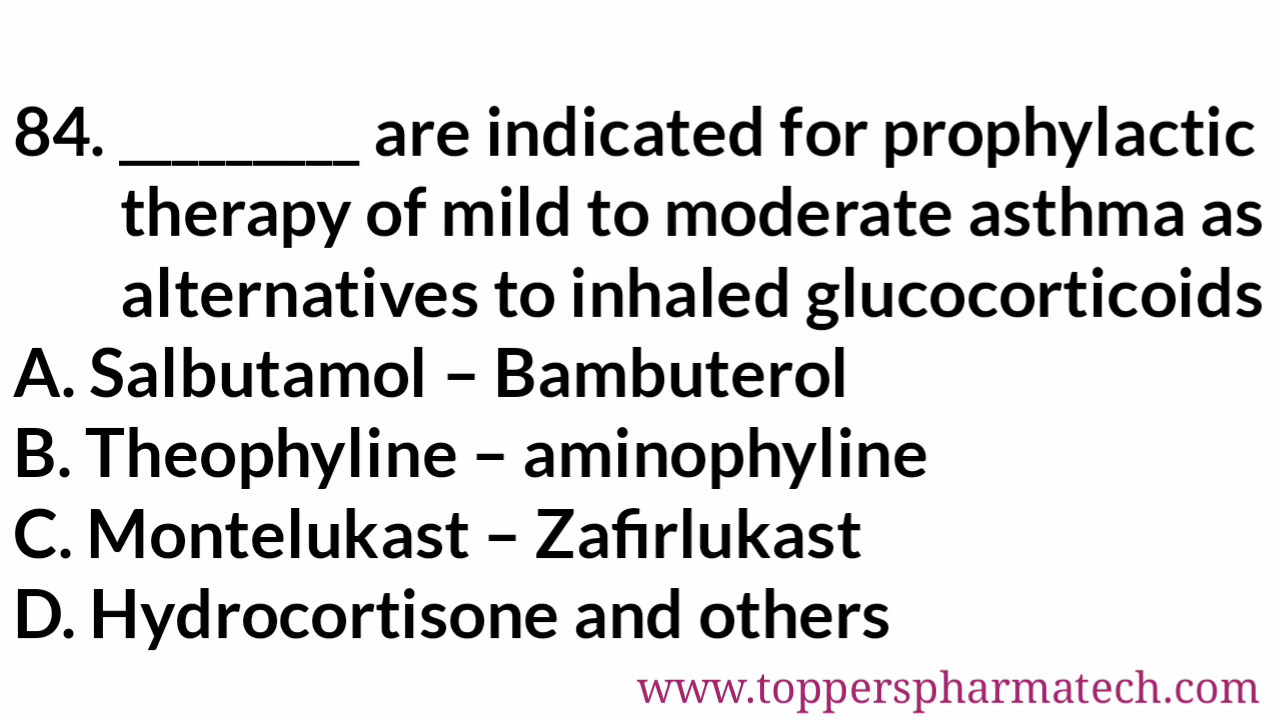 84. _________ are indicated for prophylactic
therapy of mild to moderate asthma as
alternatives to inhaled glucocorticoids
A. Salbutamol – Bambuterol
B. Theophyline – aminophyline
C. Montelukast – Zafirlukast
D. Hydrocortisone and others
www.topperspharmatech.com